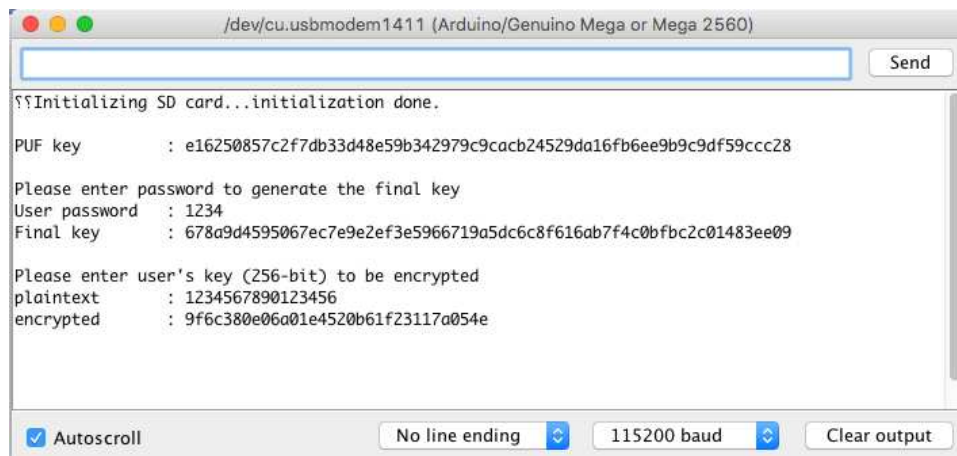 /dev/cu.usbmodem1411 (Arduino/Genuino Mega or Mega 2560)
Send
⸮⸮Initializing SD card...initialization done.
PUF key : e16250857c2f7db33d48e59b342979c9cacb24529da16fb6ee9b9c9df59ccc28
Please enter password to generate the final key
User password : 1234
Final key : 678a9d4595067ec7e9e2ef3e5966719a5dc6c8f616ab7f4c0bfbc2c01483ee09
Please enter user's key (256-bit) to be encrypted
plaintext : 1234567890123456
encrypted : 9f6c380e06a01e4520b61f23117a054e
Autoscroll
No line ending
115200 baud
Clear output